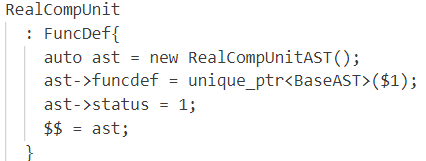 RealCompUnit
  : FuncDef{
    auto ast = new RealCompUnitAST();
    ast->funcdef = unique_ptr<BaseAST>($1);
    ast->status = 1;
    $$ = ast;
  }